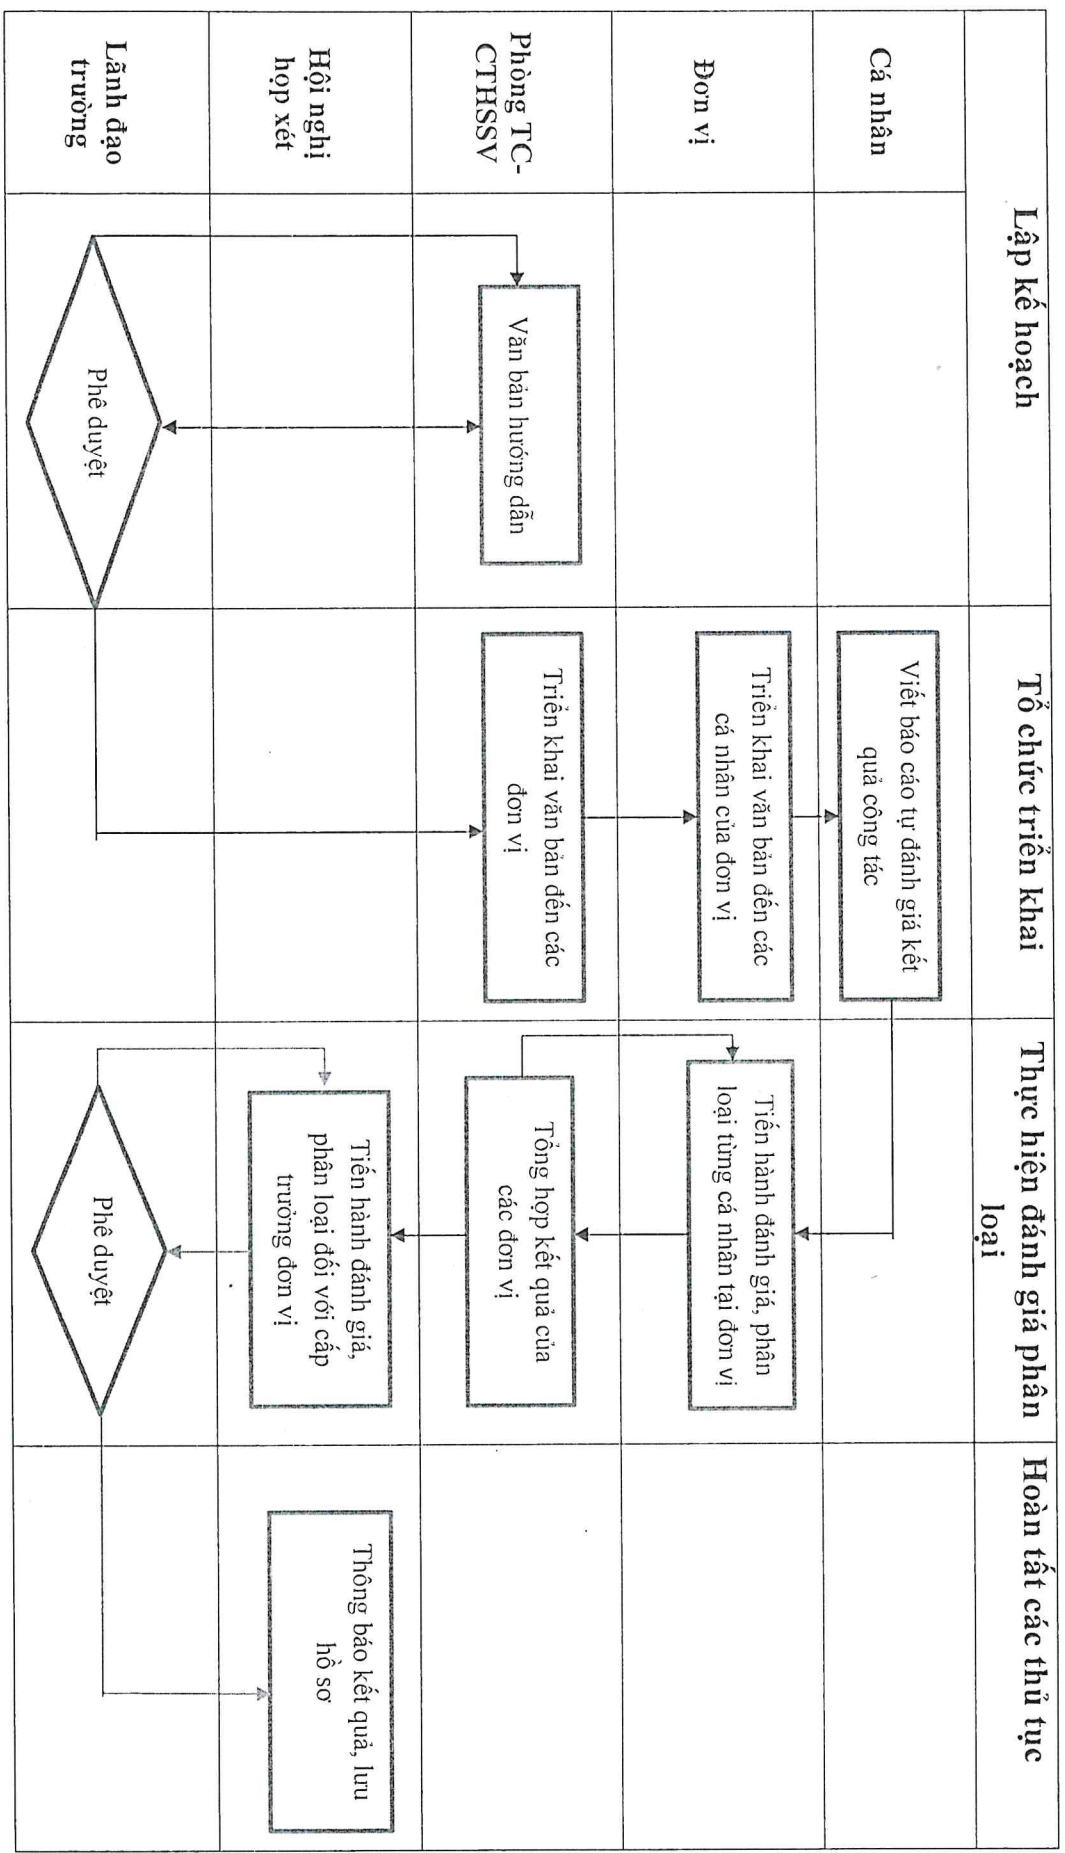 Lập kế hoạch
Tổ chức triển khai
Thực hiện đánh giá phân
loại
Hoàn tất các thủ tục
Cá nhân
Viết báo cáo tự đánh giá kết
quả công tác
Đơn vị
Triển khai văn bản đến các
cá nhân của đơn vị
Tiến hành đánh giá, phân
loại từng cá nhân tại đơn vị
Phòng TC-
CTHSSV
Văn bản hướng dẫn
Triển khai văn bản đến các
đơn vị
Tổng hợp kết quả của
các đơn vị
Hội nghị
họp xét
Tiến hành đánh giá,
phân loại đối với cấp
trưởng đơn vị
Thông báo kết quả, lưu
hồ sơ
Lãnh đạo
trường
Phê duyệt
Phê duyệt